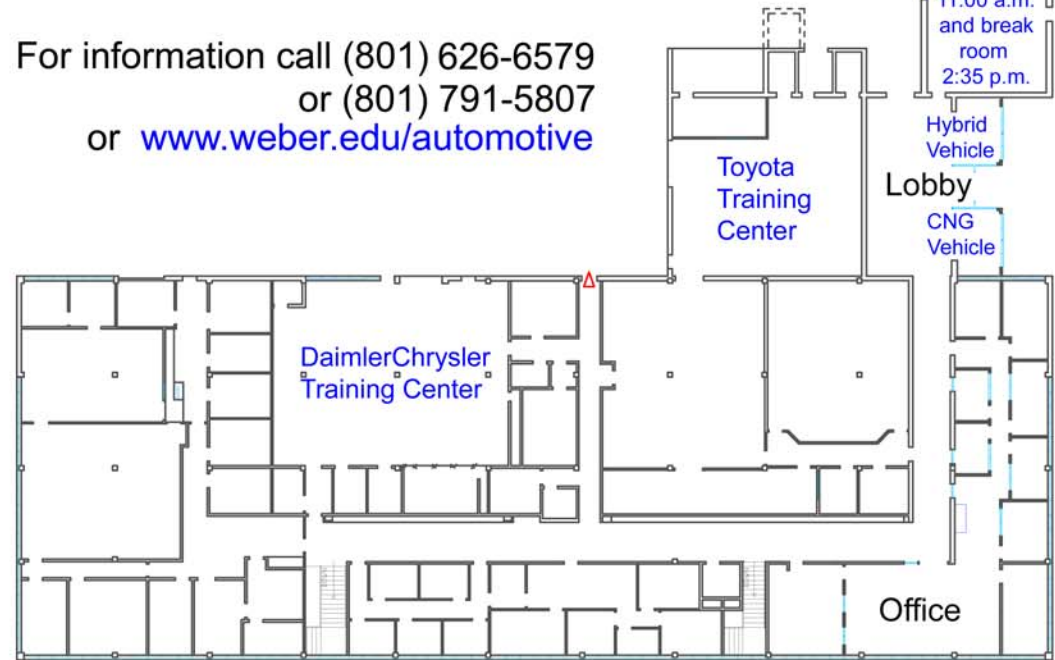 For information call (801) 626-6579
or (801) 791-5807
or www.weber.edu/automotive
11:00 a.m.
and break
room
2:35 p.m.
Hybrid
Vehicle
Toyota
Training
Center
Lobby
CNG
Vehicle
DaimlerChrysler
Training Center
Office